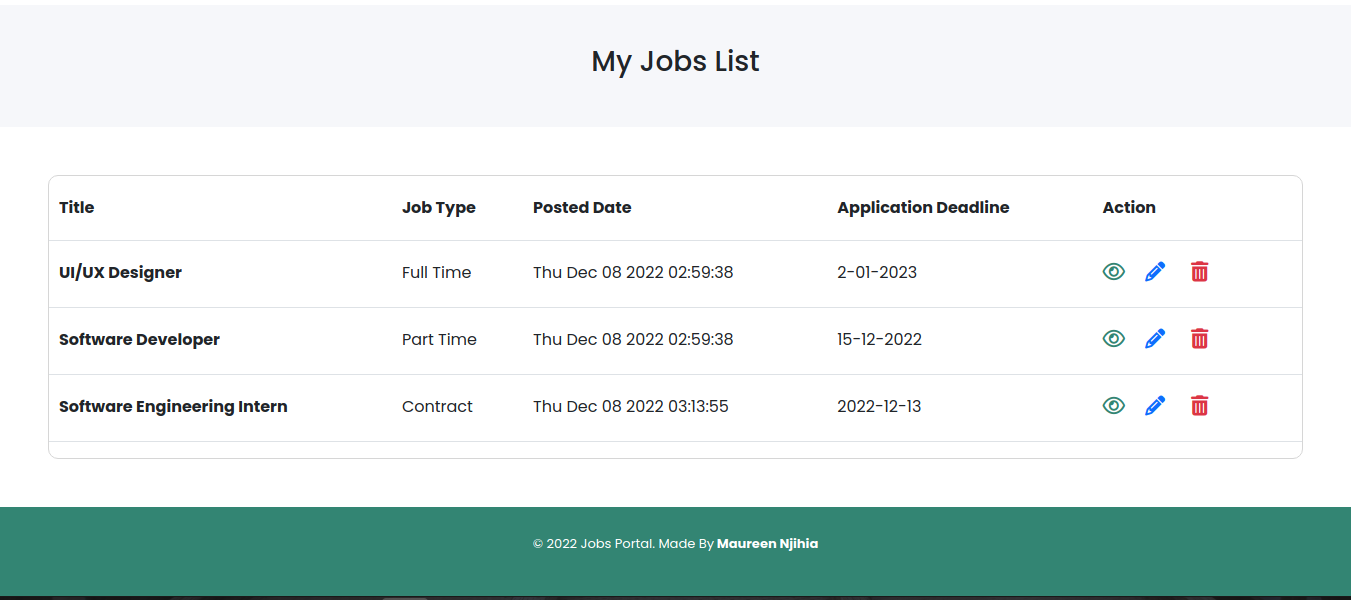 My Jobs List
Title Job Type Posted Date Application Deadline Action
UI/UX Designer Full Time Thu Dec 08 2022 02:59:38 2-01-2023
Software Developer Part Time Thu Dec 08 2022 02:59:38 15-12-2022
Software Engineering Intern Contract Thu Dec 08 2022 03:13:55 2022-12-13
© 2022 Jobs Portal. Made By Maureen Njihia